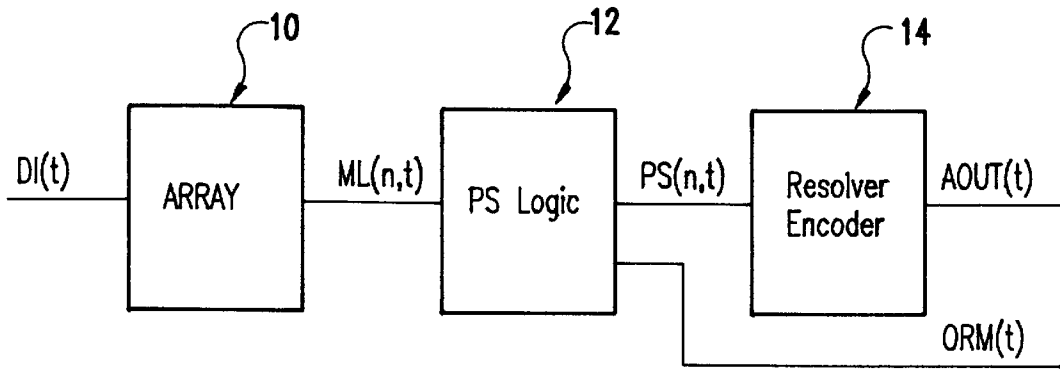 10
12
14
DI(t)
ARRAY
ML(n,t)
PS Logic
PS(n,t)
Resolver
Encoder
AOUT(t)
ORM(t)